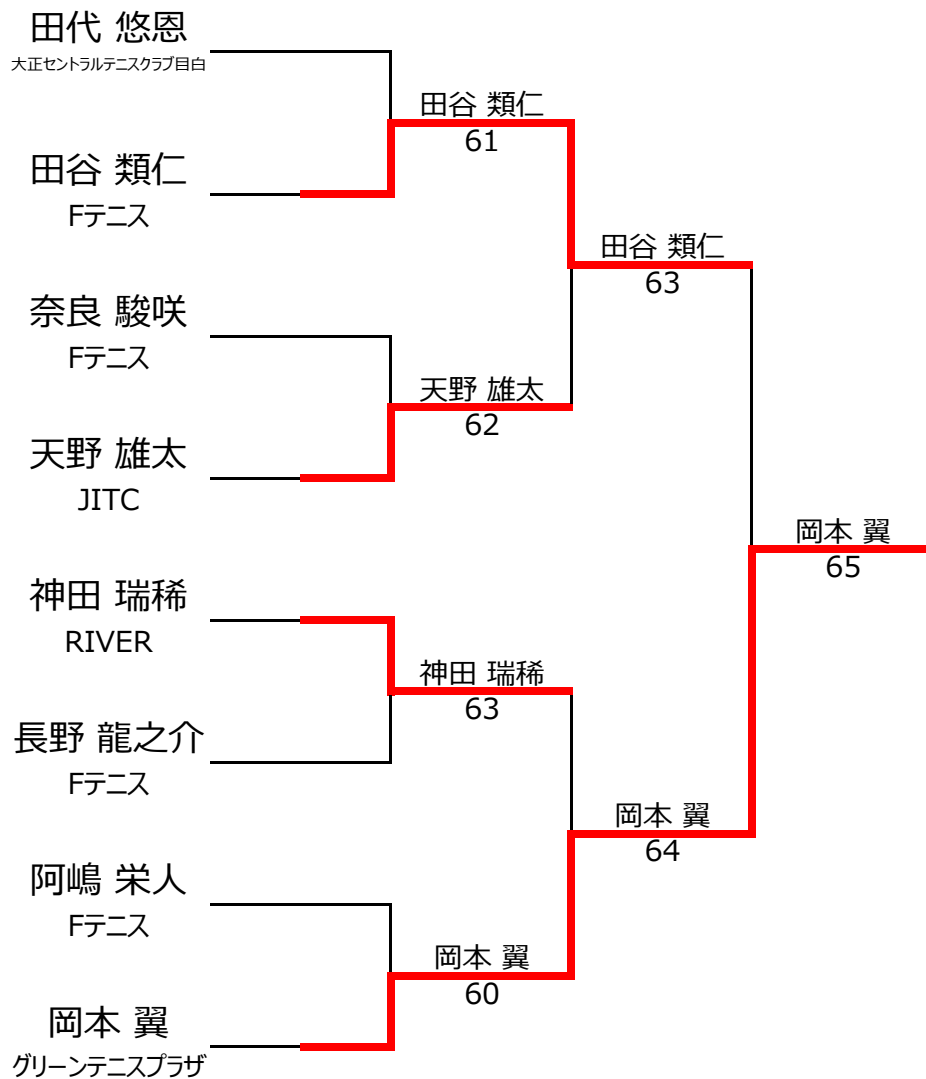 田代 悠恩
大正セントラルテニスクラブ目白
田谷 類仁
61
田谷 類仁
Fテニス
田谷 類仁
63
奈良 駿咲
Fテニス
天野 雄太
62
天野 雄太
JITC
岡本 翼
65
神田 瑞稀
RIVER
神田 瑞稀
63
長野 龍之介
Fテニス
岡本 翼
64
阿嶋 栄人
Fテニス
岡本 翼
60
岡本 翼
グリーンテニスプラザ